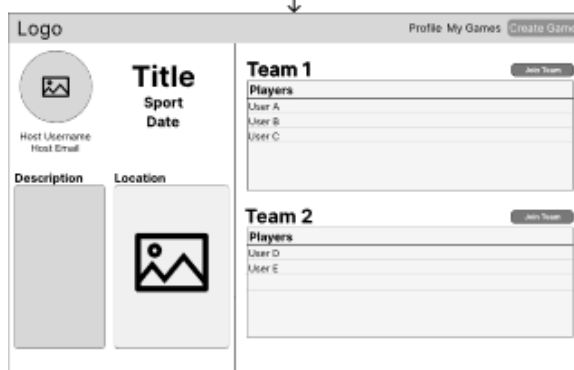 Logo
Profile My Games Create Game
Title
Sport
Date
Host Username
Host Email
Description Location
Team 1 Join Team
Players
User A
User B
User C
Team 2 Join Team
Players
User D
User E